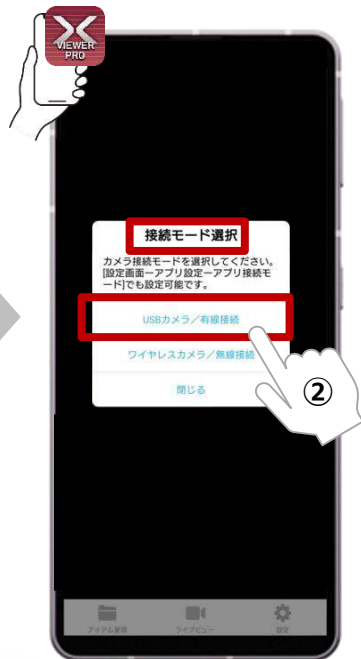 VIEWER
PRO
接続モード選択
カメラ接続モードを選択してください。
[設定画面ーアプリ設定ーアプリ接続モ
ード]でも設定可能です。
USBカメラ／有線接続
ワイヤレスカメラ／無線接続
閉じる
②
アイテム管理 ライブビュー 設定